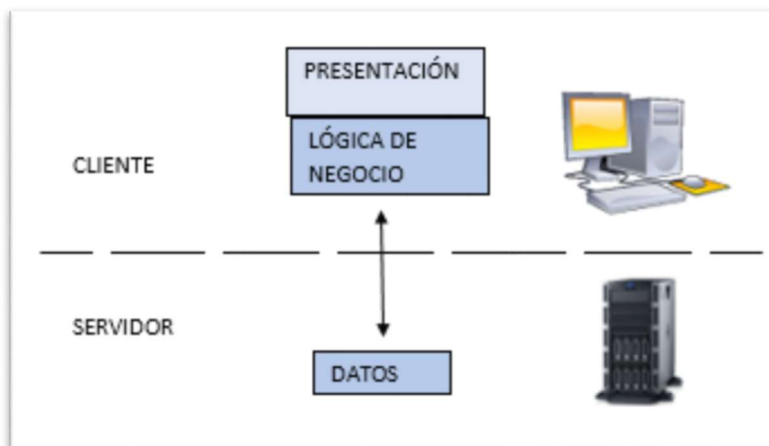 PRESENTACIÓN
LÓGICA DE
NEGOCIO
CLIENTE
SERVIDOR
DATOS